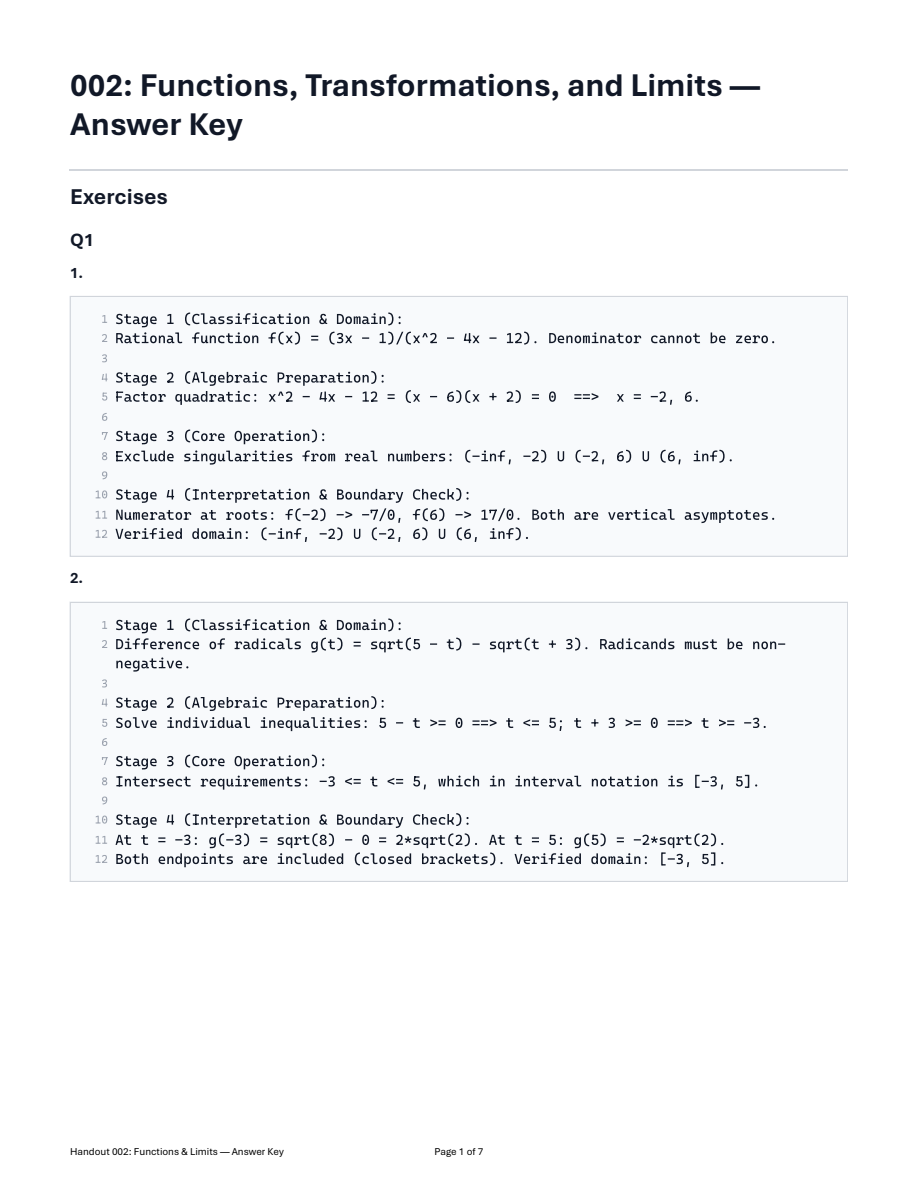 002: Functions, Transformations, and Limits —
Answer Key
Exercises
Q1
1.
1 Stage 1 (Classification & Domain):
2 Rational function f(x) = (3x - 1)/(x^2 - 4x - 12). Denominator cannot be zero.
3
4 Stage 2 (Algebraic Preparation):
5 Factor quadratic: x^2 - 4x - 12 = (x - 6)(x + 2) = 0  ==>  x = -2, 6.
6
7 Stage 3 (Core Operation):
8 Exclude singularities from real numbers: (-inf, -2) U (-2, 6) U (6, inf).
9
10 Stage 4 (Interpretation & Boundary Check):
11 Numerator at roots: f(-2) -> -7/0, f(6) -> 17/0. Both are vertical asymptotes.
12 Verified domain: (-inf, -2) U (-2, 6) U (6, inf).
2.
1 Stage 1 (Classification & Domain):
2 Difference of radicals g(t) = sqrt(5 - t) - sqrt(t + 3). Radicands must be non-
negative.
3
4 Stage 2 (Algebraic Preparation):
5 Solve individual inequalities: 5 - t >= 0 ==> t <= 5; t + 3 >= 0 ==> t >= -3.
6
7 Stage 3 (Core Operation):
8 Intersect requirements: -3 <= t <= 5, which in interval notation is [-3, 5].
9
10 Stage 4 (Interpretation & Boundary Check):
11 At t = -3: g(-3) = sqrt(8) - 0 = 2*sqrt(2). At t = 5: g(5) = -2*sqrt(2).
12 Both endpoints are included (closed brackets). Verified domain: [-3, 5].
Handout 002: Functions & Limits — Answer Key Page 1 of 7